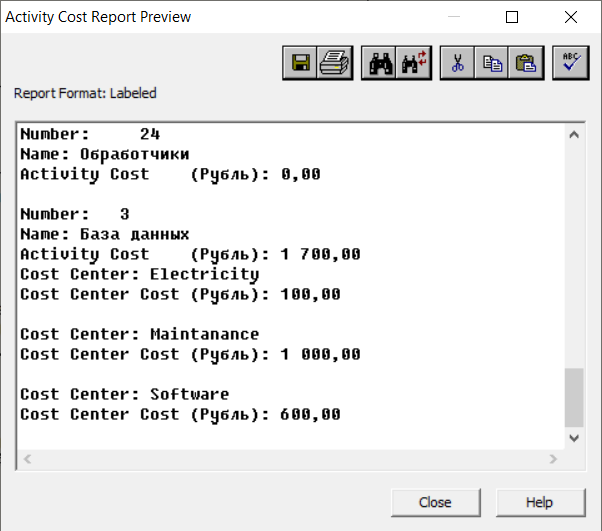 Activity Cost Report Preview
ABC
Report Format: Labeled
Number:     24
Name: Обработчики
Activity Cost    (Рубль): 0,00
Number:   3
Name: База данных
Activity Cost    (Рубль): 1 700,00
Cost Center: Electricity
Cost Center Cost (Рубль): 100,00
Cost Center: Maintanance
Cost Center Cost (Рубль): 1 000,00
Cost Center: Software
Cost Center Cost (Рубль): 600,00
Close
Help